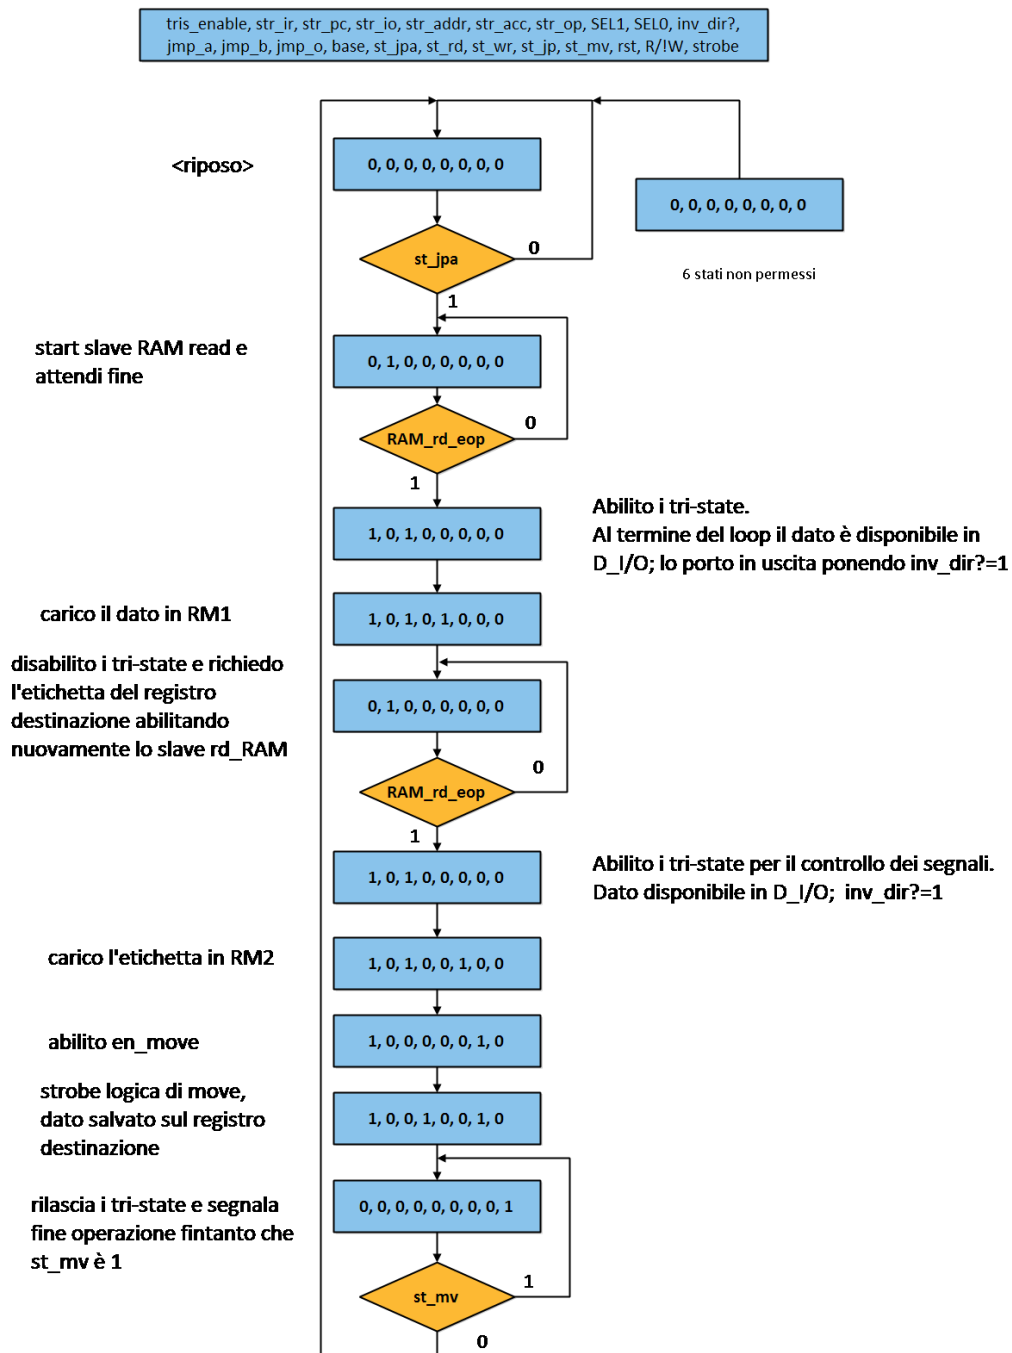 tris_enable, str_ir, str_pc, str_io, str_addr, str_acc, str_op, SEL1, SEL0, inv_dir?,
jmp_a, jmp_b, jmp_o, base, st_jpa, st_rd, st_wr, st_jp, st_mv, rst, R/!W, strobe
<riposo>
0, 0, 0, 0, 0, 0, 0, 0
0, 0, 0, 0, 0, 0, 0, 0
st_jpa
0
6 stati non permessi
1
start slave RAM read e
attendi fine
0, 1, 0, 0, 0, 0, 0, 0
RAM_rd_eop
0
1
Abilito i tri-state.
Al termine del loop il dato è disponibile in
D_I/O; lo porto in uscita ponendo inv_dir?=1
1, 0, 1, 0, 0, 0, 0, 0
carico il dato in RM1
1, 0, 1, 0, 1, 0, 0, 0
disabilito i tri-state e richiedo
l'etichetta del registro
destinazione abilitando
nuovamente lo slave rd_RAM
0, 1, 0, 0, 0, 0, 0, 0
RAM_rd_eop
0
1
1, 0, 1, 0, 0, 0, 0, 0
Abilito i tri-state per il controllo dei segnali.
Dato disponibile in D_I/O;  inv_dir?=1
carico l'etichetta in RM2
1, 0, 1, 0, 0, 1, 0, 0
abilito en_move
1, 0, 0, 0, 0, 0, 1, 0
strobe logica di move,
dato salvato sul registro
destinazione
1, 0, 0, 1, 0, 0, 1, 0
rilascia i tri-state e segnala
fine operazione fintanto che
st_mv è 1
0, 0, 0, 0, 0, 0, 0, 0, 1
st_mv
1
0